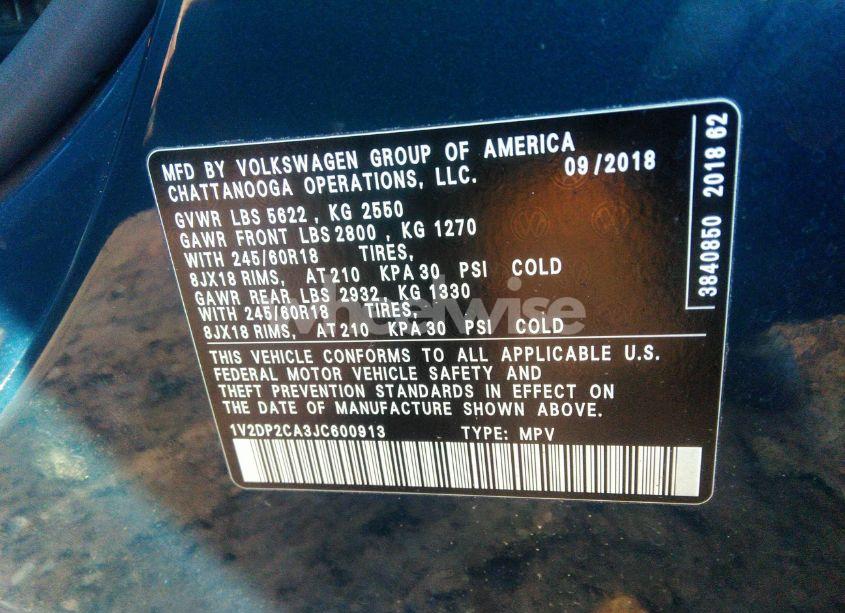 MFD BY VOLKSWAGEN GROUP OF AMERICA
CHATTANOOGA OPERATIONS, LLC. 09/2018
GVWR LBS 5622 , KG 2550
GAWR FRONT LBS 2800 , KG 1270
WITH 245/60R18 TIRES,
8JX18 RIMS, AT 210 KPA 30 PSI COLD
GAWR REAR LBS 2932, KG 1330
WITH 245/60R18 TIRES,
8JX18 RIMS, AT 210 KPA 30 PSI COLD
THIS VEHICLE CONFORMS TO ALL APPLICABLE U.S.
FEDERAL MOTOR VEHICLE SAFETY AND
THEFT PREVENTION STANDARDS IN EFFECT ON
THE DATE OF MANUFACTURE SHOWN ABOVE.
1V2DP2CA3JC600913 TYPE: MPV
3840850 2018 62
wheelwise